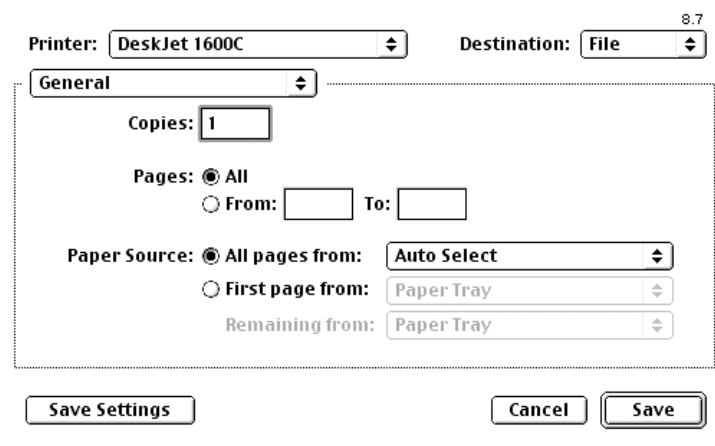 8.7
Printer: DeskJet 1600C Destination: File
General
Copies: 1
Pages: All
From: To:
Paper Source: All pages from: Auto Select
First page from: Paper Tray
Remaining from: Paper Tray
Save Settings Cancel Save